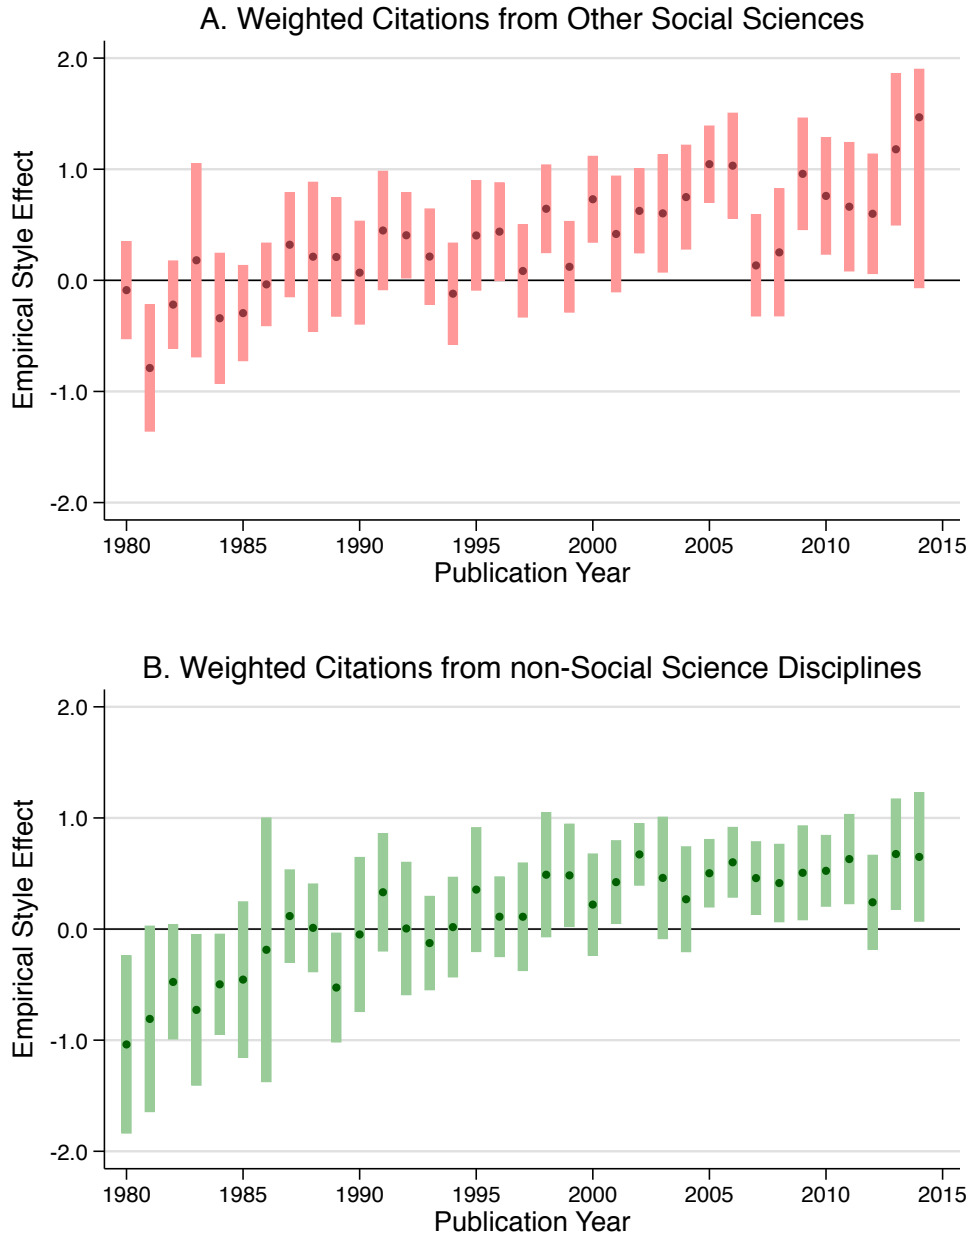 A. Weighted Citations from Other Social Sciences
2.0
1.0
0.0
-1.0
-2.0
Empirical Style Effect
1980 1985 1990 1995 2000 2005 2010 2015
Publication Year
B. Weighted Citations from non-Social Science Disciplines
2.0
1.0
0.0
-1.0
-2.0
Empirical Style Effect
1980 1985 1990 1995 2000 2005 2010 2015
Publication Year